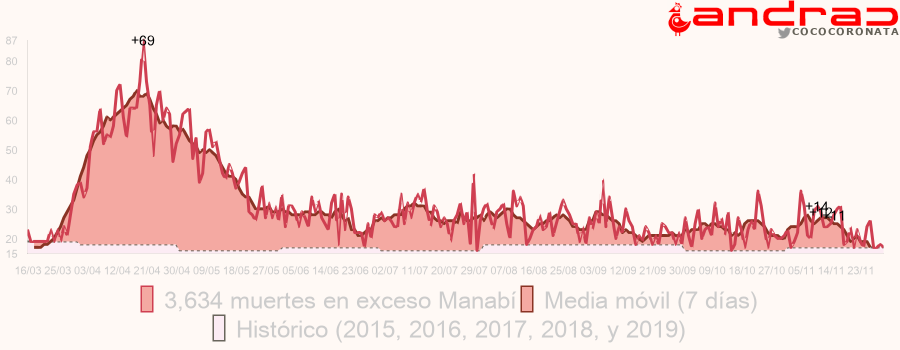 andrac
COCOCORONATA
+69
87
80
70
60
50
40
30
20
15
+14
+11
16/03 25/03 03/04 12/04 21/04 30/04 09/05 18/05 27/05 05/06 14/06 23/06 02/07 11/07 20/07 29/07 07/08 16/08 25/08 03/09 12/09 21/09 30/09 09/10 18/10 27/10 05/11 14/11 23/11
3,634 muertes en exceso Manabí Media móvil (7 días)
Histórico (2015, 2016, 2017, 2018, y 2019)